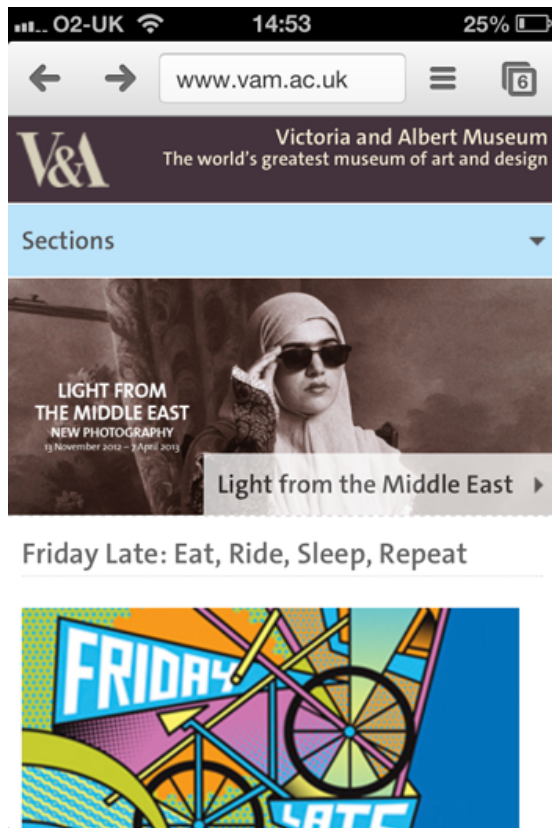 O2-UK 14:53 25%
www.vam.ac.uk 6
V&A
Victoria and Albert Museum
The world's greatest museum of art and design
Sections
LIGHT FROM
THE MIDDLE EAST
NEW PHOTOGRAPHY
13 November 2012 – 7 April 2013
Light from the Middle East
Friday Late: Eat, Ride, Sleep, Repeat
FRIDAY
LATE